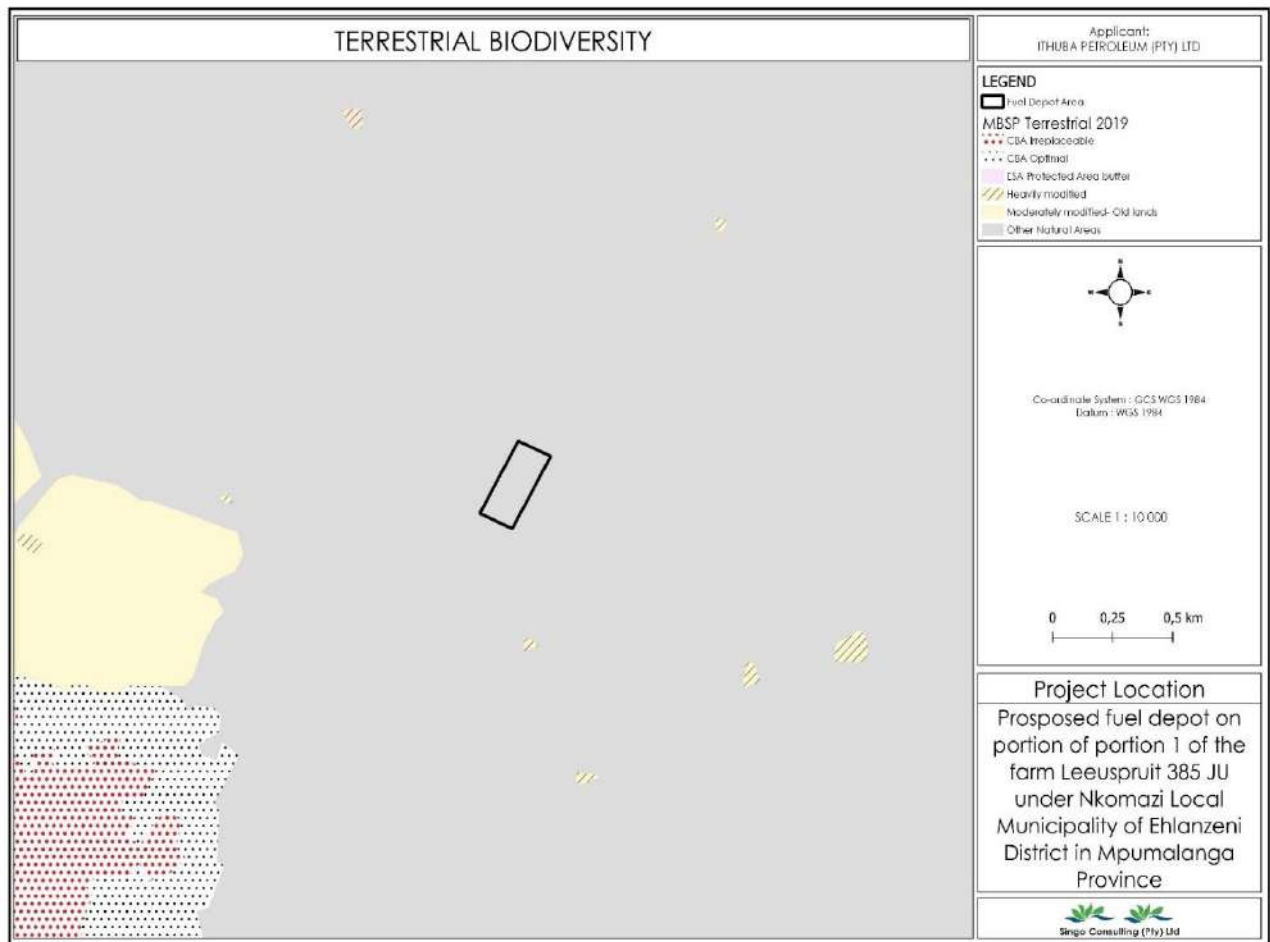 TERRESTRIAL BIODIVERSITY
Applicant:
ITHUBA PETROLEUM (PTY) LTD
LEGEND
Fuel Depot Area
MBSP Terrestrial 2019
CBA Irreplaceable
CBA Optimal
ESA Protected Area buffer
Heavily modified
Moderately modified- Old lands
Other Natural Areas
N
W
E
S
Co-ordinate System : GCS WGS 1984
Datum : WGS 1984
SCALE 1 : 10 000
0 0,25 0,5 km
Project Location
Prosposed fuel depot on
portion of portion 1 of the
farm Leeuspruit 385 JU
under Nkomazi Local
Municipality of Ehlanzeni
District in Mpumalanga
Province
Singo Consulting (Pty) Ltd